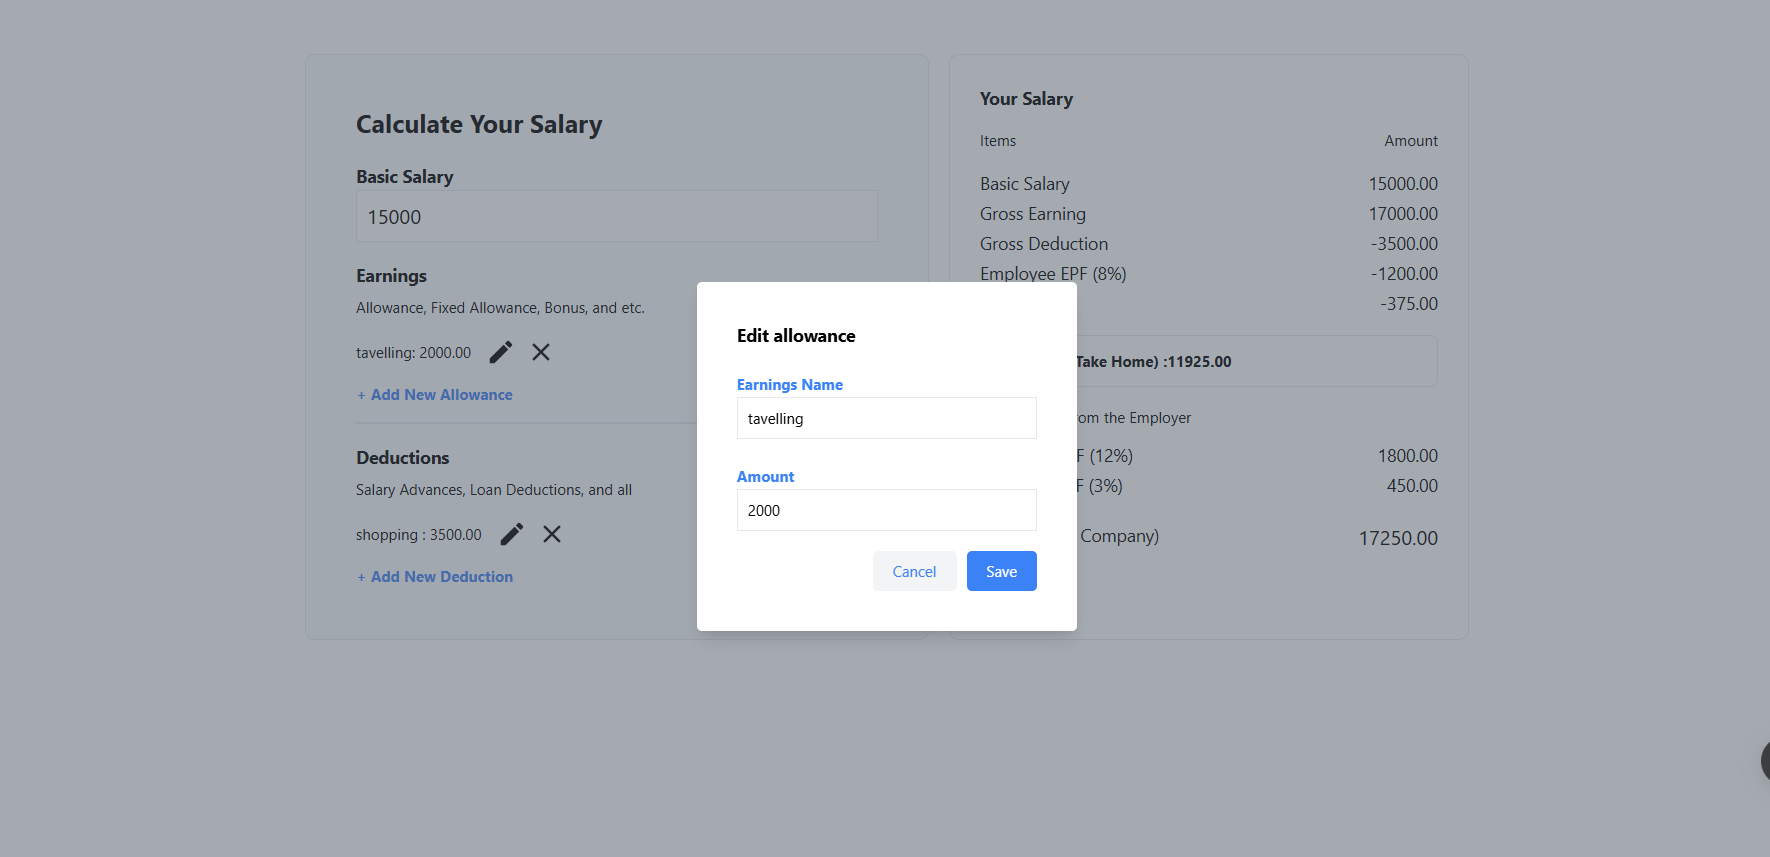 Calculate Your Salary
Basic Salary
15000
Earnings
Allowance, Fixed Allowance, Bonus, and etc.
tavelling: 2000.00
+ Add New Allowance
Deductions
Salary Advances, Loan Deductions, and all
shopping : 3500.00
+ Add New Deduction
Edit allowance
Earnings Name
tavelling
Amount
2000
Cancel Save
Your Salary
Items Amount
Basic Salary 15000.00
Gross Earning 17000.00
Gross Deduction -3500.00
Employee EPF (8%) -1200.00
-375.00
Take Home) :11925.00
the Employer
(12%) 1800.00
(3%) 450.00
Company) 17250.00